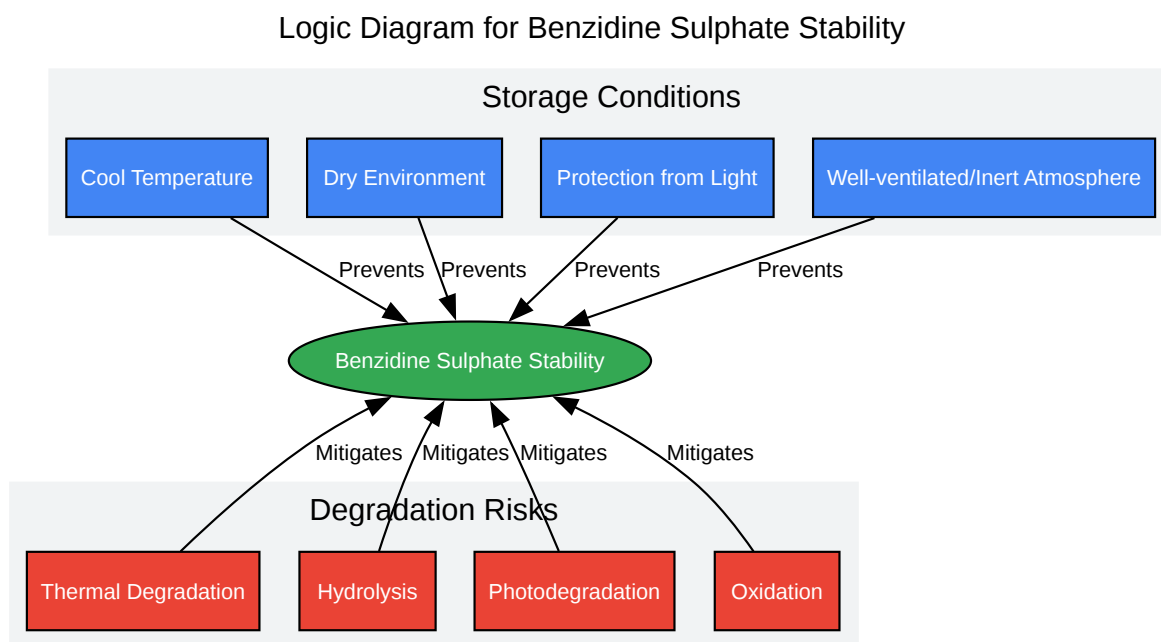 Logic Diagram for Benzidine Sulphate Stability
Storage Conditions
Cool Temperature
Dry Environment
Protection from Light
Well-ventilated/Inert Atmosphere
Prevents
Prevents
Prevents
Prevents
Benzidine Sulphate Stability
Mitigates
Mitigates
Mitigates
Mitigates
Degradation Risks
Thermal Degradation
Hydrolysis
Photodegradation
Oxidation